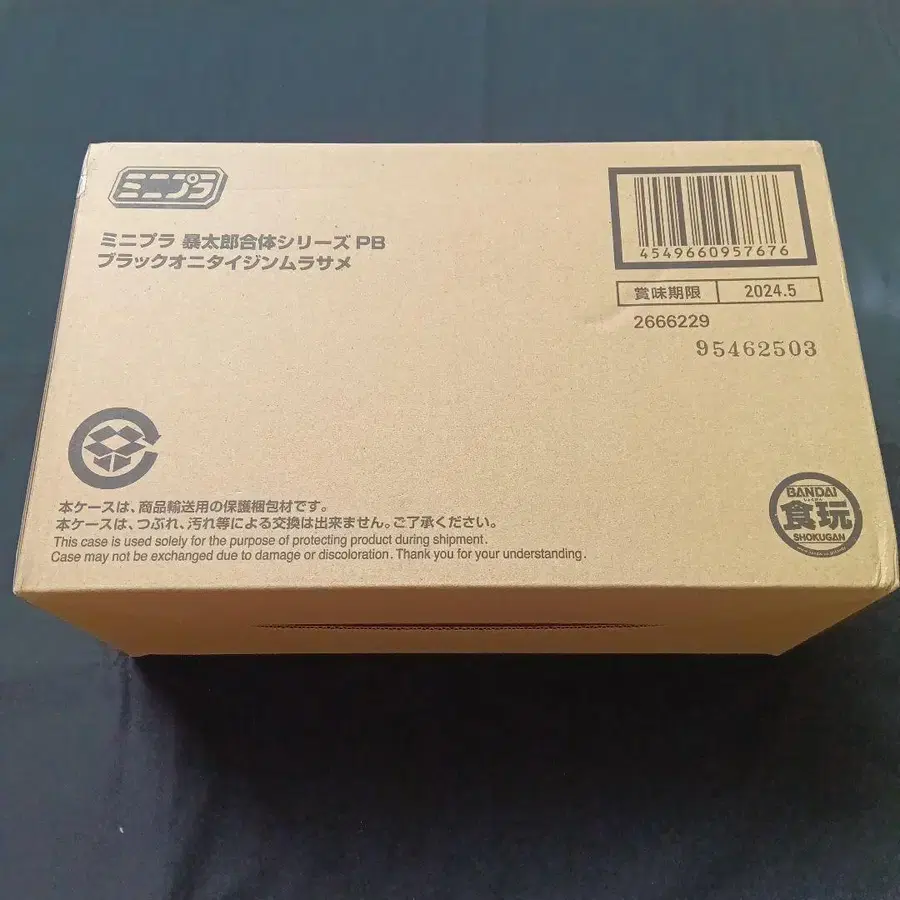 ミニプラ
ミニプラ 暴太郎合体シリーズ PB
ブラックオニタイジンムラサメ
4549660957676
賞味期限 2024.5
2666229
95462503
本ケースは、商品輸送用の保護梱包材です。
本ケースは、つぶれ、汚れ等による交換は出来ません。ご了承ください。
This case is used solely for the purpose of protecting product during shipment.
Case may not be exchanged due to damage or discoloration. Thank you for your understanding.
BANDAI
食玩
SHOKUGAN